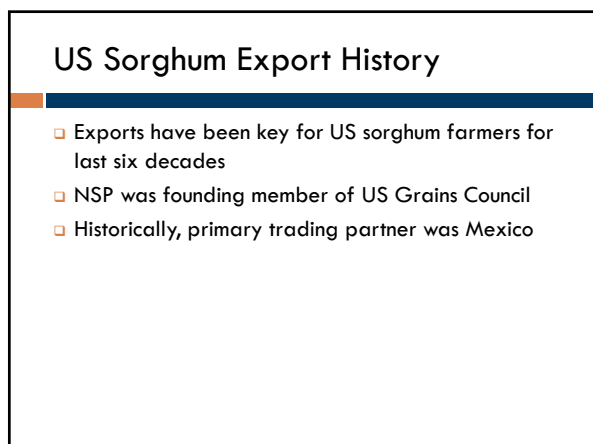 US Sorghum Export History
Exports have been key for US sorghum farmers for
last six decades
NSP was founding member of US Grains Council
Historically, primary trading partner was Mexico